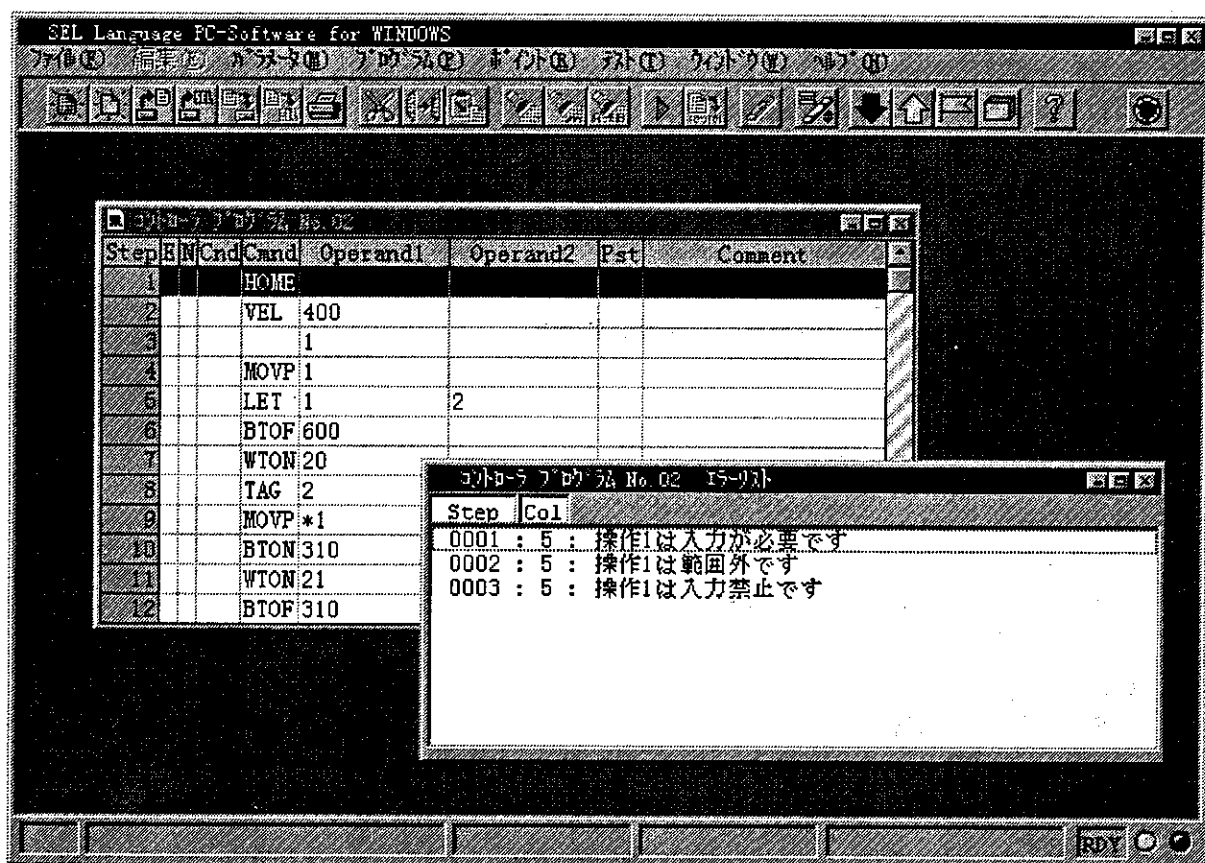 SEL Language PC-Software for WINDOWS
ファイル(F) 編集(E) パラメータ(M) プログラム(P) ポイント(B) テスト(T) ウィンドウ(W) ヘルプ(H)
コントローラ プログラム No.02
Step E N Cnd Cmnd Operand1 Operand2 Pst Comment
1 HOME
2 VEL 400
3 1
4 MOVP 1
5 LET 1 2
6 BTOF 600
7 WTON 20
8 TAG 2
9 MOVP *1
10 BTON 310
11 WTON 21
12 BTOF 310
コントローラ プログラム No.02 エラーリスト
Step Col
0001 : 5 : 操作1は入力が必要です
0002 : 5 : 操作1は範囲外です
0003 : 5 : 操作1は入力禁止です
RDY